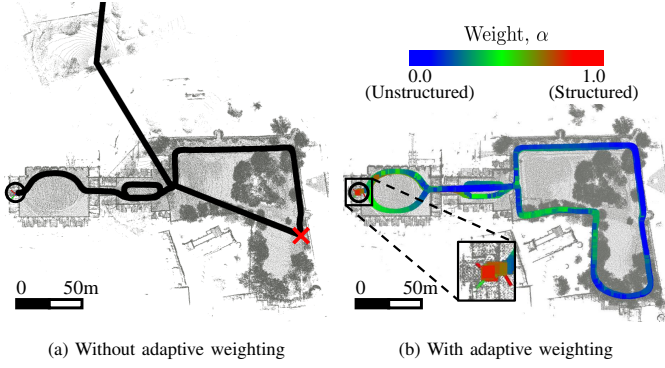 Weight, α
0.0 1.0
(Unstructured) (Structured)
0 50m
0 50m
(a) Without adaptive weighting
(b) With adaptive weighting